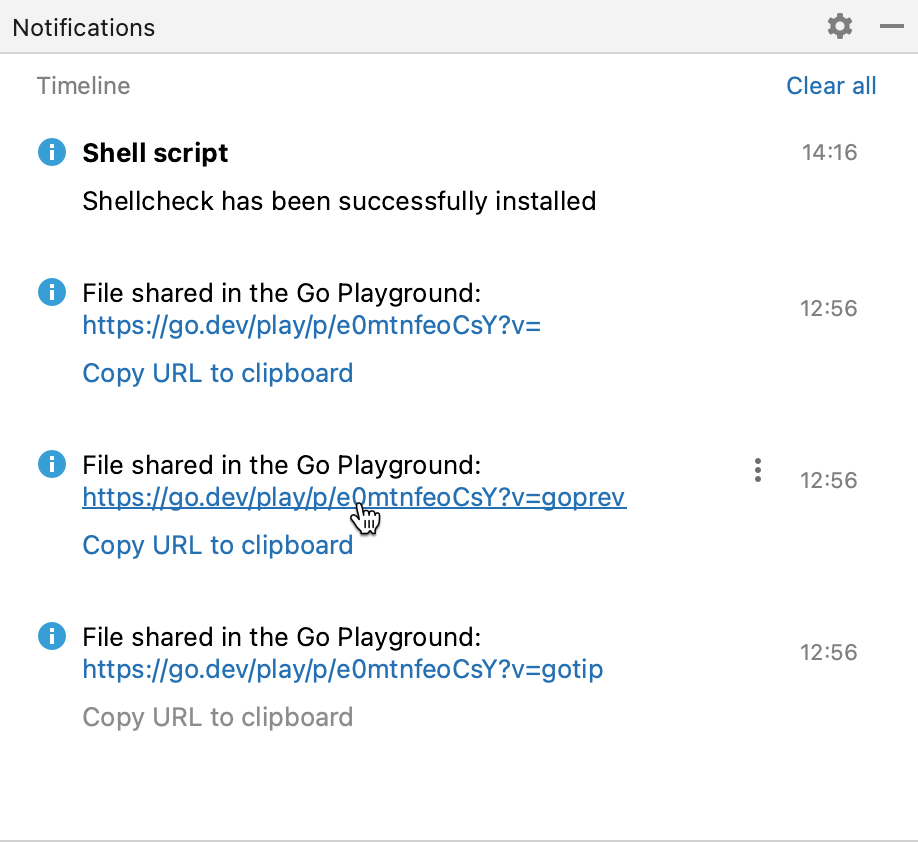 Notifications
Timeline
Clear all
Shell script
14:16
Shellcheck has been successfully installed
File shared in the Go Playground:
12:56
https://go.dev/play/p/e0mtnfeoCsY?v=
Copy URL to clipboard
File shared in the Go Playground:
12:56
https://go.dev/play/p/e0mtnfeoCsY?v=goprev
Copy URL to clipboard
File shared in the Go Playground:
12:56
https://go.dev/play/p/e0mtnfeoCsY?v=gotip
Copy URL to clipboard